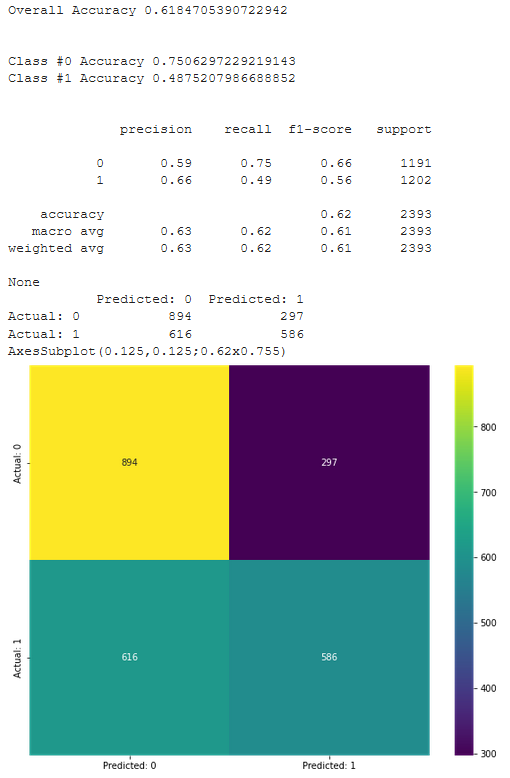 Overall Accuracy 0.6184705390722942
Class #0 Accuracy 0.7506297229219143
Class #1 Accuracy 0.4875207986688852
precision recall f1-score support
0 0.59 0.75 0.66 1191
1 0.66 0.49 0.56 1202
accuracy 0.62 2393
macro avg 0.63 0.62 0.61 2393
weighted avg 0.63 0.62 0.61 2393
None
Predicted: 0 Predicted: 1
Actual: 0 894 297
Actual: 1 616 586
AxesSubplot(0.125,0.125;0.62x0.755)
Actual: 0
894 297
Actual: 1
616 586
Predicted: 0 Predicted: 1
800
700
600
500
400
300